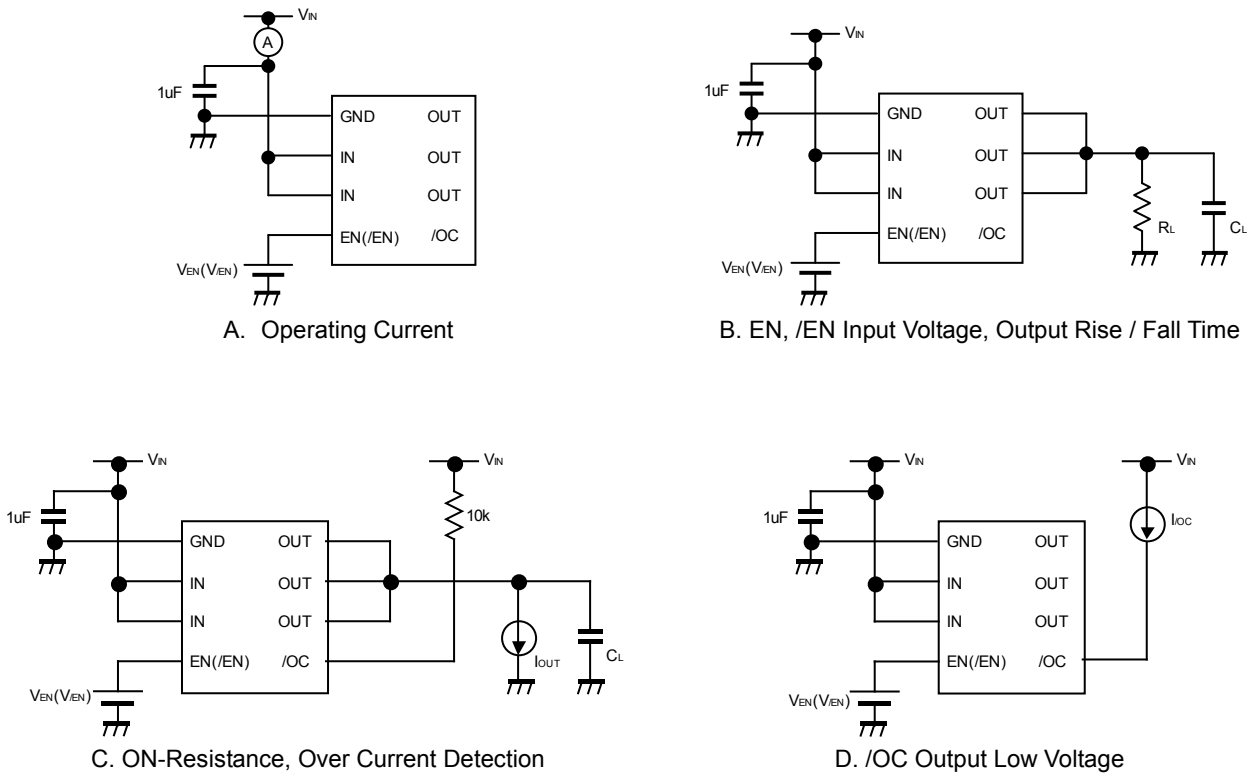 VIN
A
1uF
GND OUT
IN OUT
IN OUT
EN(/EN) /OC
VEN(V/EN)
A. Operating Current
VIN
1uF
GND OUT
IN OUT
IN OUT
EN(/EN) /OC
RL
CL
VEN(V/EN)
B. EN, /EN Input Voltage, Output Rise / Fall Time
VIN
VIN
1uF
10k
GND OUT
IN OUT
IN OUT
EN(/EN) /OC
IOUT
CL
VEN(V/EN)
C. ON-Resistance, Over Current Detection
VIN
VIN
1uF
I/OC
GND OUT
IN OUT
IN OUT
EN(/EN) /OC
VEN(V/EN)
D. /OC Output Low Voltage